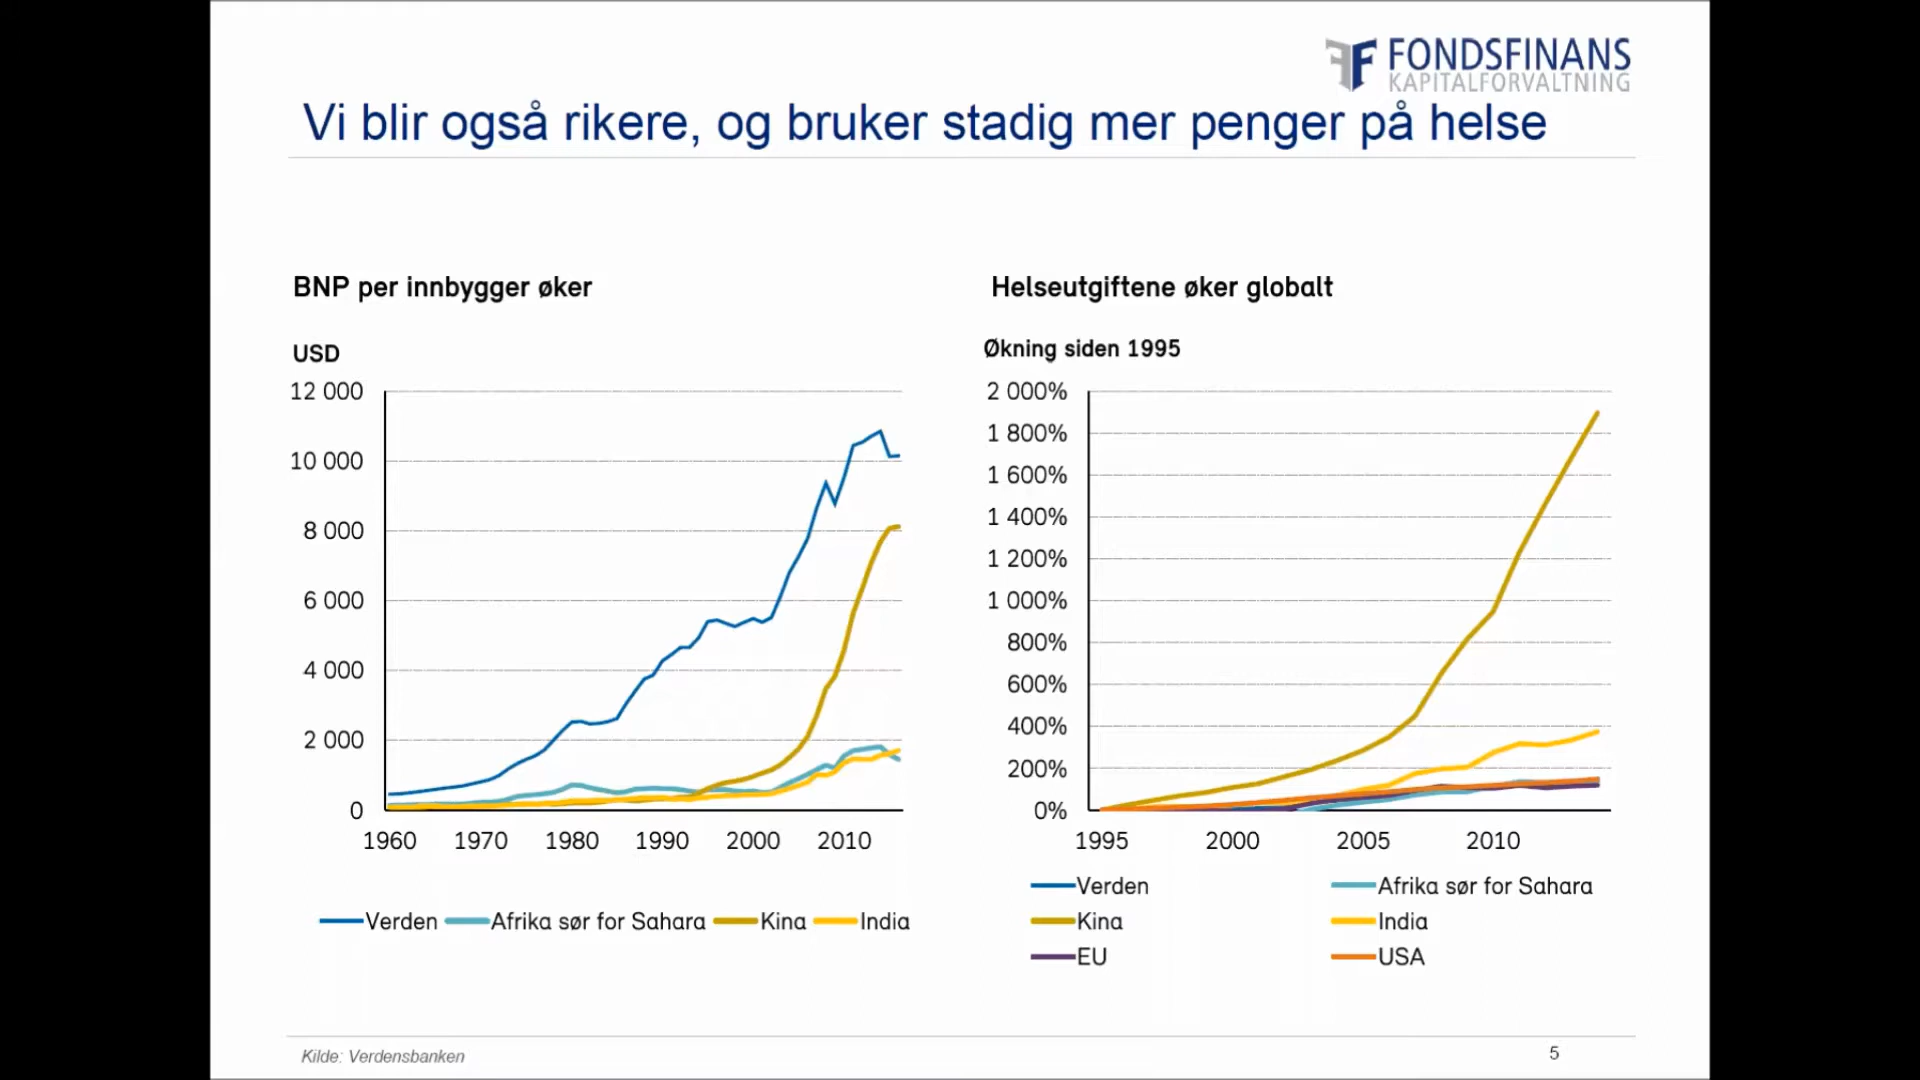 FONDSFINANS
KAPITALFORVALTNING
Vi blir også rikere, og bruker stadig mer penger på helse
BNP per innbygger øker
USD
12 000
10 000
8 000
6 000
4 000
2 000
0
1960 1970 1980 1990 2000 2010
Verden Afrika sør for Sahara Kina India
Helseutgiftene øker globalt
Økning siden 1995
2 000%
1 800%
1 600%
1 400%
1 200%
1 000%
800%
600%
400%
200%
0%
1995 2000 2005 2010
Verden Afrika sør for Sahara
Kina India
EU USA
Kilde: Verdensbanken
5